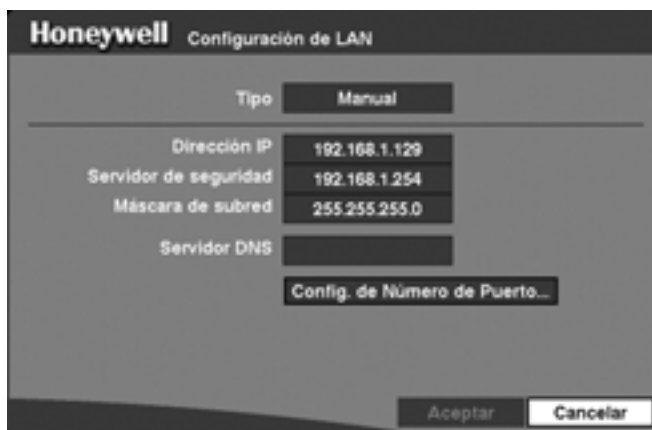 Honeywell Configuración de LAN
Tipo Manual
Dirección IP 192.168.1.129
Servidor de seguridad 192.168.1.254
Máscara de subred 255.255.255.0
Servidor DNS
Config. de Número de Puerto...
Aceptar Cancelar